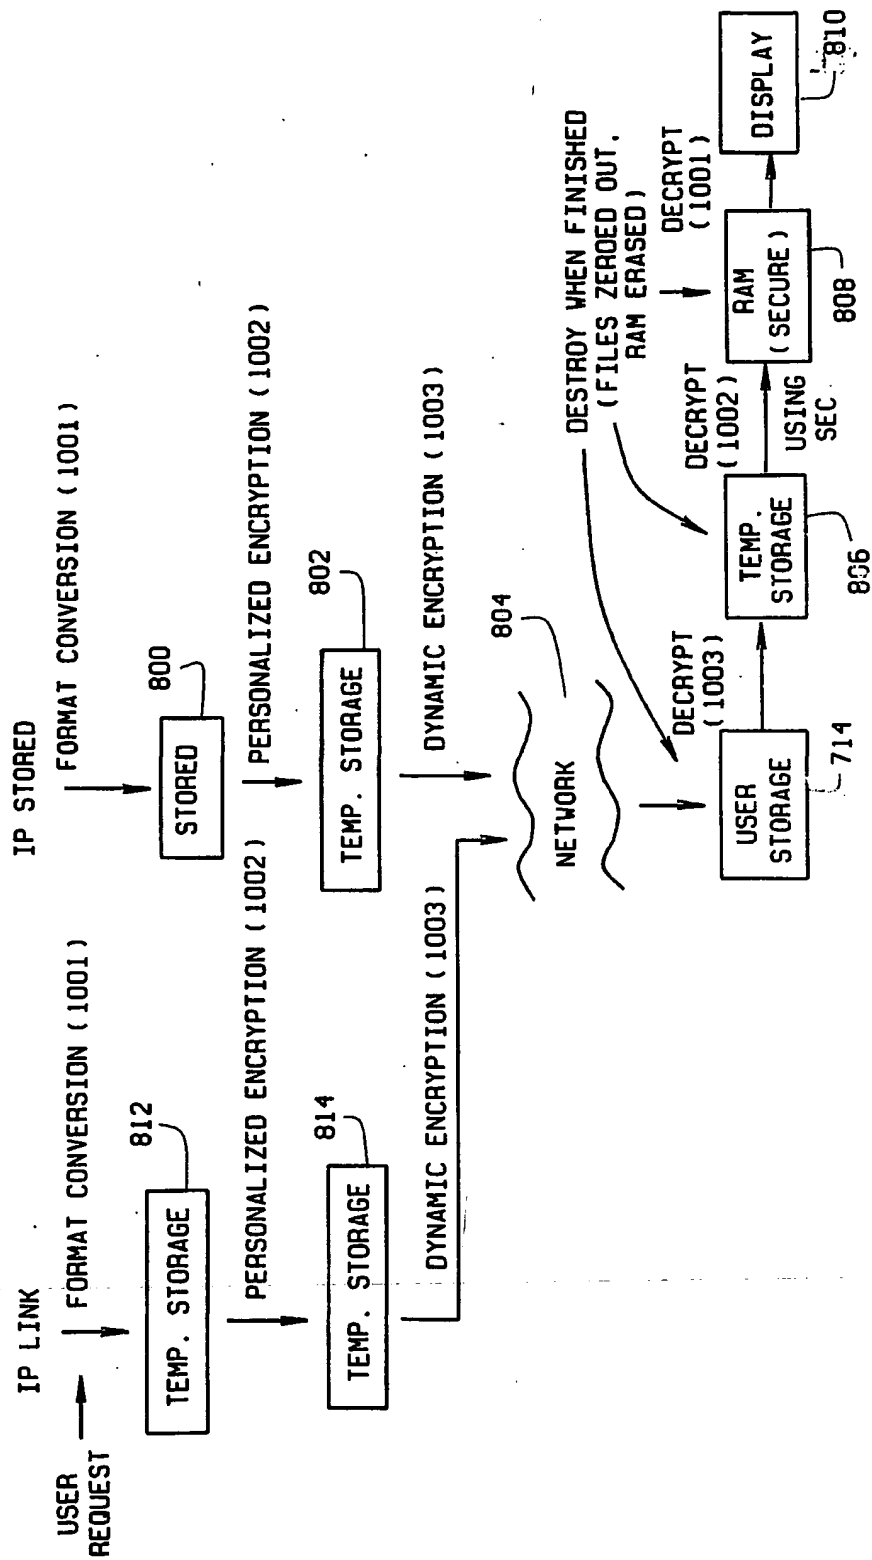 USER
REQUEST
IP LINK
FORMAT CONVERSION (1001)
812
TEMP. STORAGE
PERSONALIZED ENCRYPTION (1002)
814
TEMP. STORAGE
DYNAMIC ENCRYPTION (1003)
IP STORED
FORMAT CONVERSION (1001)
800
STORED
PERSONALIZED ENCRYPTION (1002)
802
TEMP. STORAGE
DYNAMIC ENCRYPTION (1003)
804
NETWORK
DESTROY WHEN FINISHED
(FILES ZEROED OUT,
RAM ERASED)
USER
STORAGE
714
DECRYPT
(1003)
TEMP.
STORAGE
806
DECRYPT
(1002)
USING
SEC
RAM
(SECURE)
808
DECRYPT
(1001)
DISPLAY
810